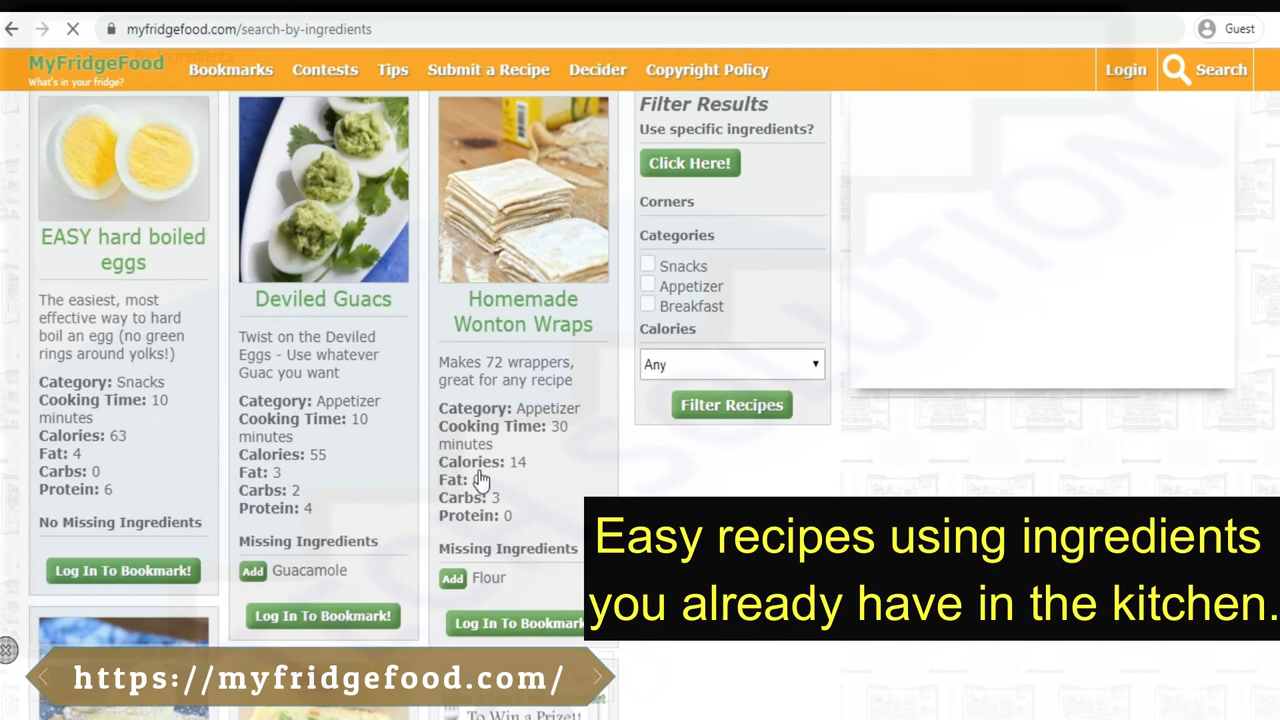 myfridgefood.com/search-by-ingredients
Guest
MyFridgeFood
What's in your fridge?
Bookmarks Contests Tips Submit a Recipe Decider Copyright Policy
Login Search
EASY hard boiled
eggs
The easiest, most
effective way to hard
boil an egg (no green
rings around yolks!)
Category: Snacks
Cooking Time: 10
minutes
Calories: 63
Fat: 4
Carbs: 0
Protein: 6
No Missing Ingredients
Log In To Bookmark!
Deviled Guacs
Twist on the Deviled
Eggs - Use whatever
Guac you want
Category: Appetizer
Cooking Time: 10
minutes
Calories: 55
Fat: 3
Carbs: 2
Protein: 4
Missing Ingredients
Add Guacamole
Log In To Bookmark!
Homemade
Wonton Wraps
Makes 72 wrappers,
great for any recipe
Category: Appetizer
Cooking Time: 30
minutes
Calories: 14
Fat:
Carbs: 3
Protein: 0
Missing Ingredients
Add Flour
Log In To Bookmark
Filter Results
Use specific ingredients?
Click Here!
Corners
Categories
Snacks
Appetizer
Breakfast
Calories
Any
Filter Recipes
Easy recipes using ingredients
you already have in the kitchen.
https://myfridgefood.com/
To Win a Prize!!